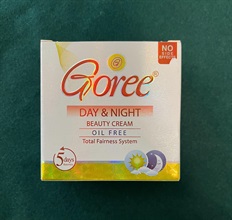 NO
SIDE
EFFECTS
Goree®
DAY & NIGHT
BEAUTY CREAM
OIL FREE
Total Fairness System
5 days